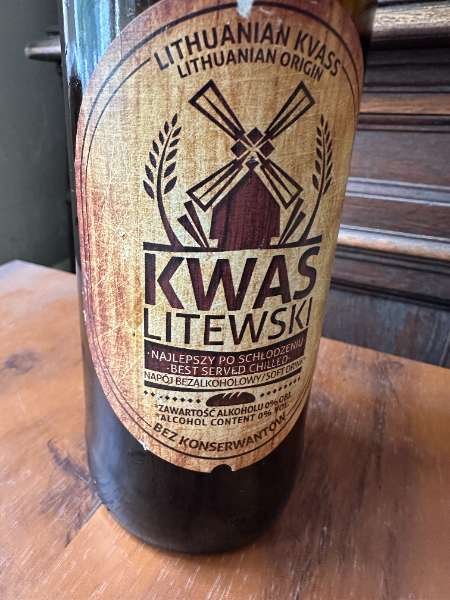 LITHUANIAN KVASS
LITHUANIAN ORIGIN
KWAS
LITEWSKI
·NAJLEPSZY PO SCHŁODZENIU·
·BEST SERVED CHILLED·
NAPÓJ BEZALKOHOLOWY/SOFT DRINK
*ZAWARTOŚĆ ALKOHOLU 0% OBJ.
*ALCOHOL CONTENT 0% VOL.
BEZ KONSERWANTÓW